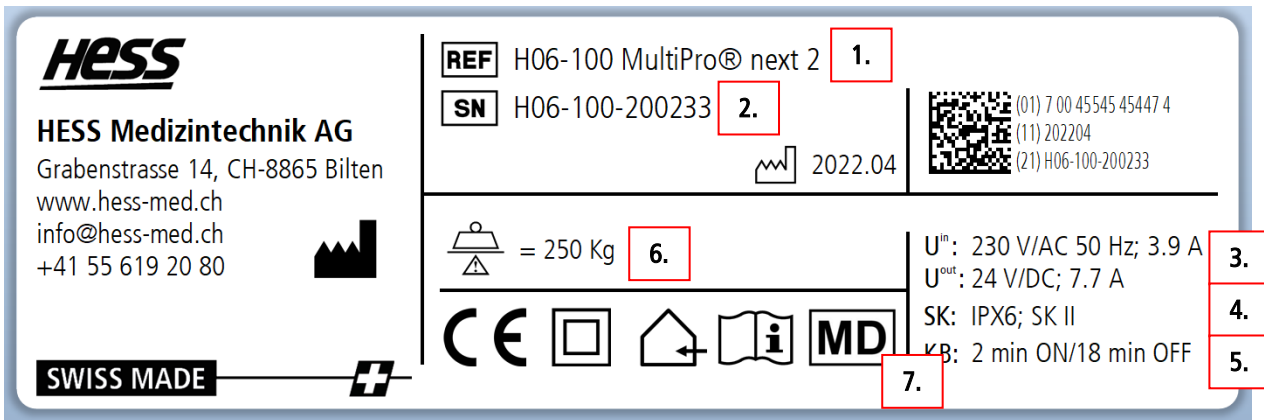 HESS
HESS Medizintechnik AG
Grabenstrasse 14, CH-8865 Bilten
www.hess-med.ch
info@hess-med.ch
+41 55 619 20 80
SWISS MADE
REF H06-100 MultiPro® next 2 1.
SN H06-100-200233 2.
2022.04
(01) 7 00 45545 45447 4
(11) 202204
(21) H06-100-200233
= 250 Kg 6.
CE i MD 7.
Uin: 230 V/AC 50 Hz; 3.9 A 3.
Uout: 24 V/DC; 7.7 A
SK: IPX6; SK II 4.
KB: 2 min ON/18 min OFF 5.